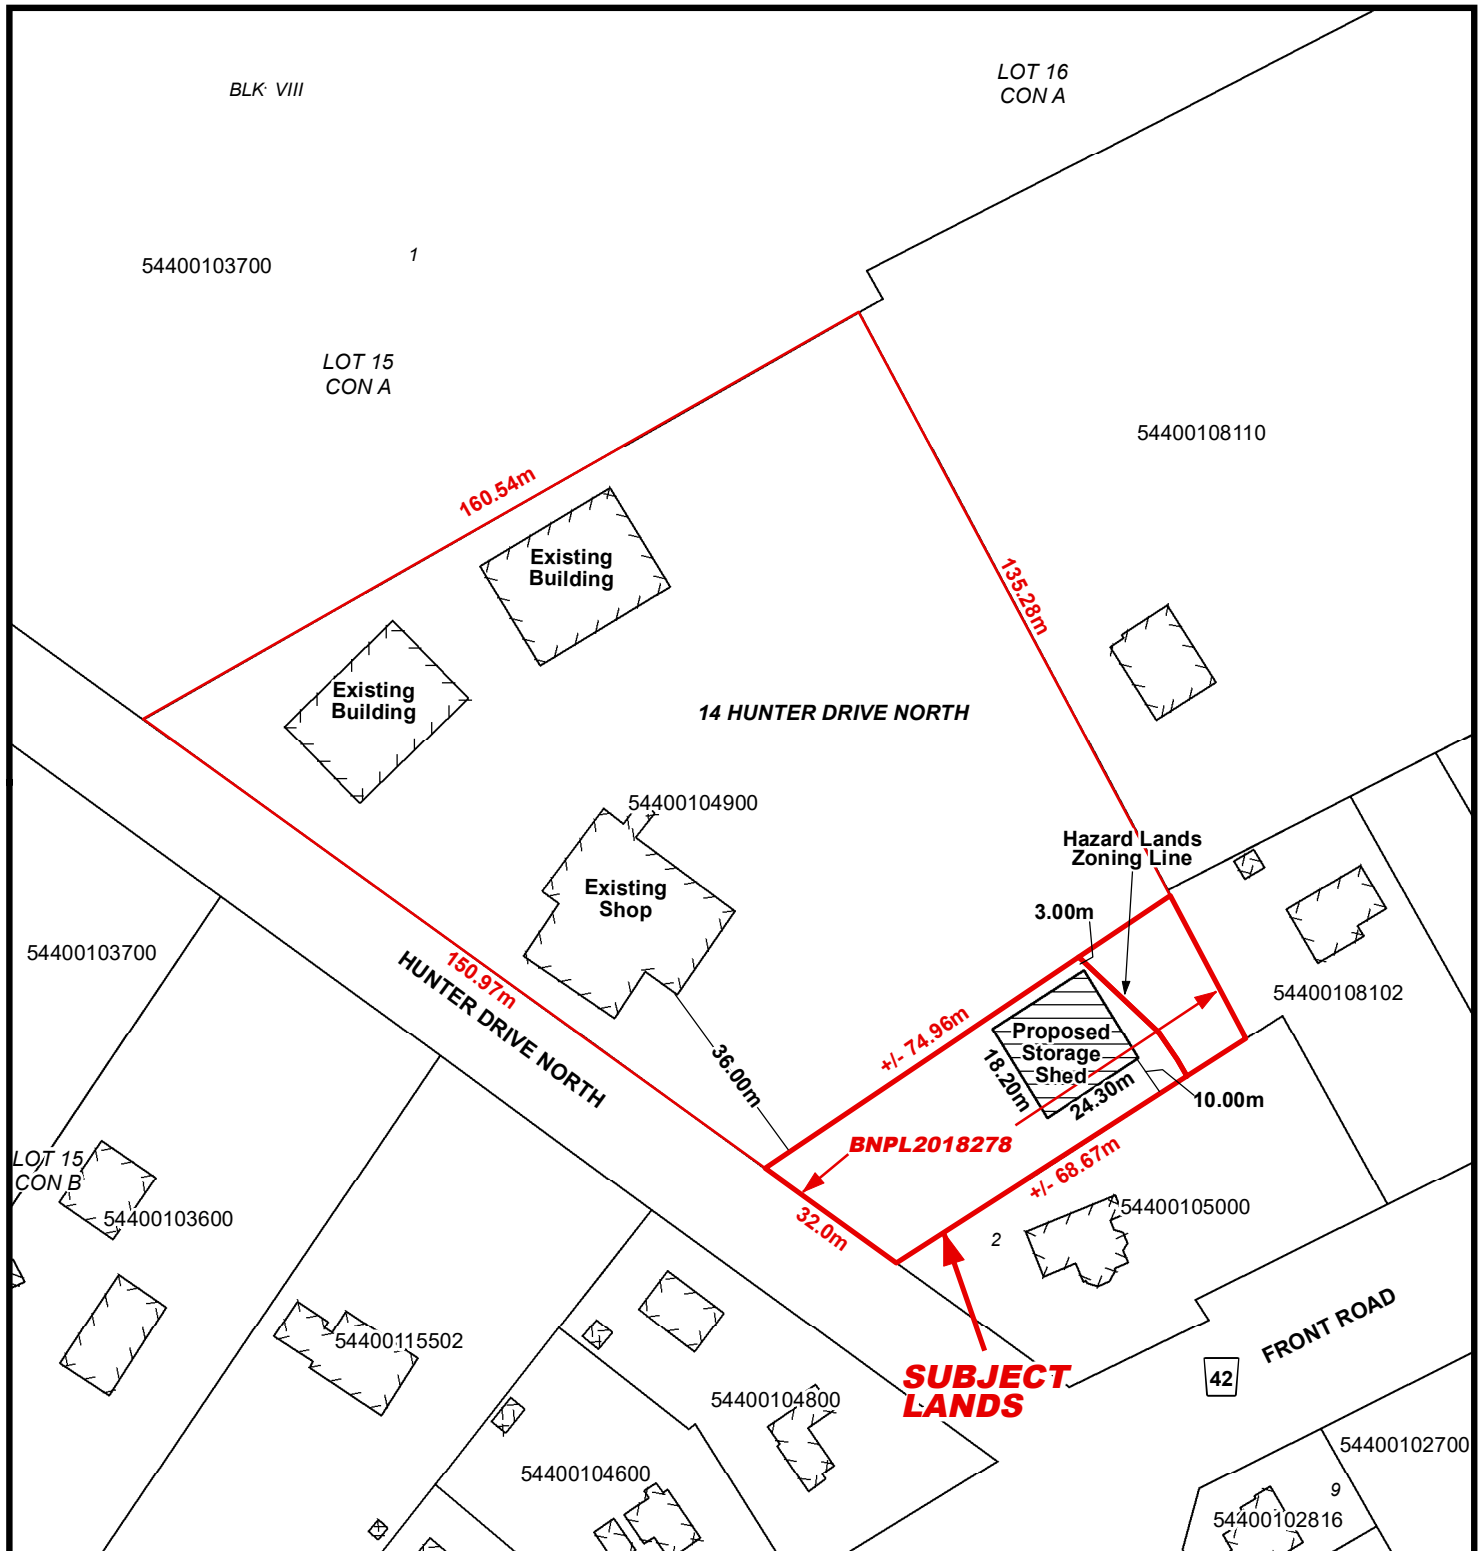 BLK VIII
LOT 16
CON A
1
54400103700
LOT 15
CON A
54400108110
160.54m
Existing
Building
135.28m
Existing
Building
14 HUNTER DRIVE NORTH
54400104900
Hazard Lands
Zoning Line
Existing
Shop
3.00m
54400103700
150.97m
HUNTER DRIVE NORTH
54400108102
+/- 74.96m
Proposed
Storage
Shed
18.20m
24.30m
36.00m
10.00m
BNPL2018278
+/- 68.67m
LOT 15
CON B
54400103600
32.0m
54400105000
2
FRONT ROAD
54400115502
42
SUBJECT
LANDS
54400104800
54400102700
54400104600
9
54400102816